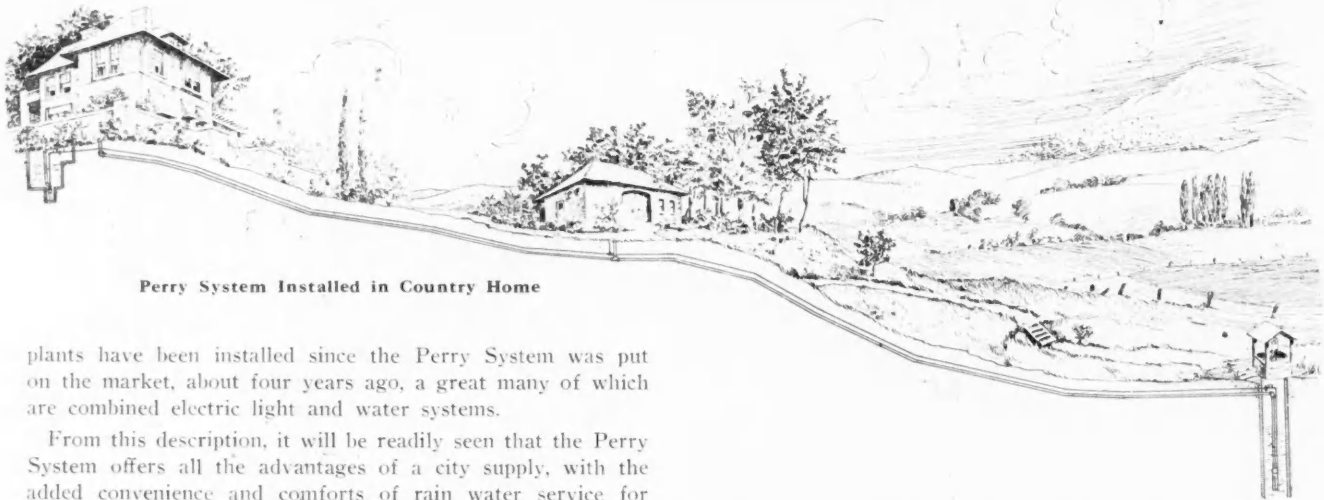 Perry System Installed in Country Home
plants have been installed since the Perry System was put
on the market, about four years ago, a great many of which
are combined electric light and water systems.
From this description, it will be readily seen that the Perry
System offers all the advantages of a city supply, with the
added convenience and comforts of rain water service for